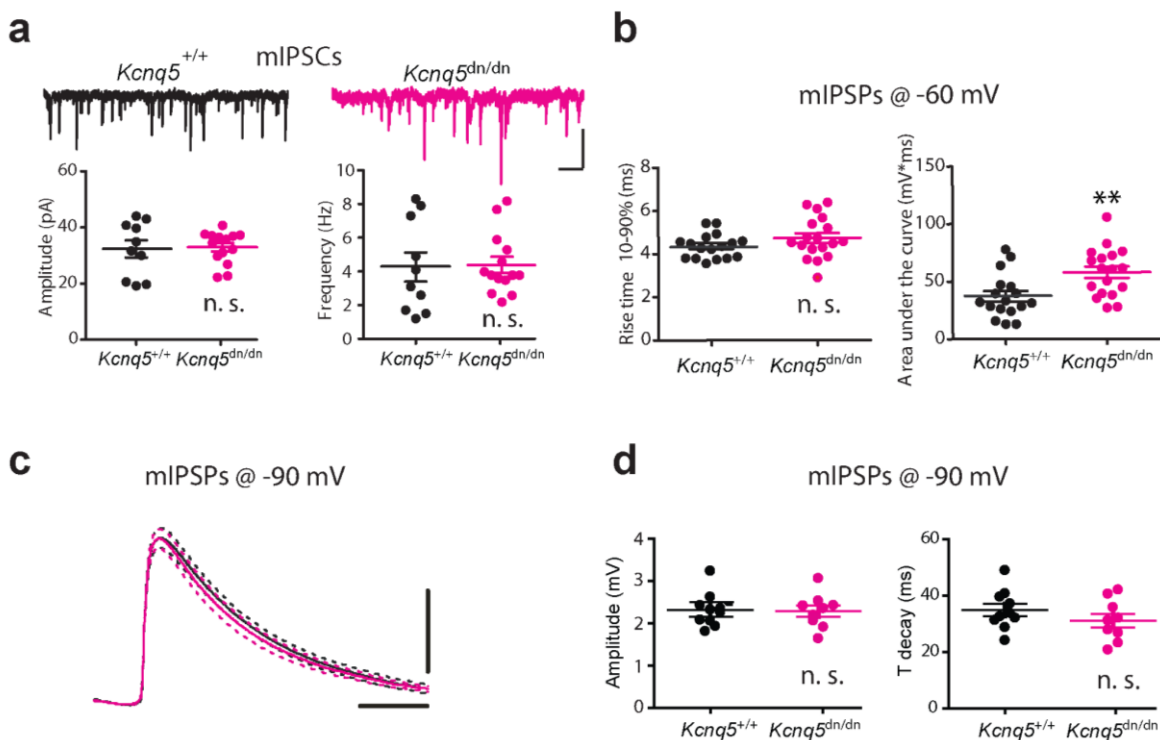 a
mIPSCs
Kcnq5+/+
Kcnq5dn/dn
Amplitude (pA)
60
40
20
0
n. s.
Kcnq5+/+ Kcnq5dn/dn
Frequency (Hz)
10
8
6
4
2
0
n. s.
Kcnq5+/+ Kcnq5dn/dn
b
mIPSPs @ -60 mV
Rise time 10-90% (ms)
8
6
4
2
0
n. s.
Kcnq5+/+ Kcnq5dn/dn
Area under the curve (mV*ms)
150
100
50
0
**
Kcnq5+/+ Kcnq5dn/dn
c
mIPSPs @ -90 mV
d
mIPSPs @ -90 mV
Amplitude (mV)
4
3
2
1
0
n. s.
Kcnq5+/+ Kcnq5dn/dn
T decay (ms)
60
40
20
0
n. s.
Kcnq5+/+ Kcnq5dn/dn